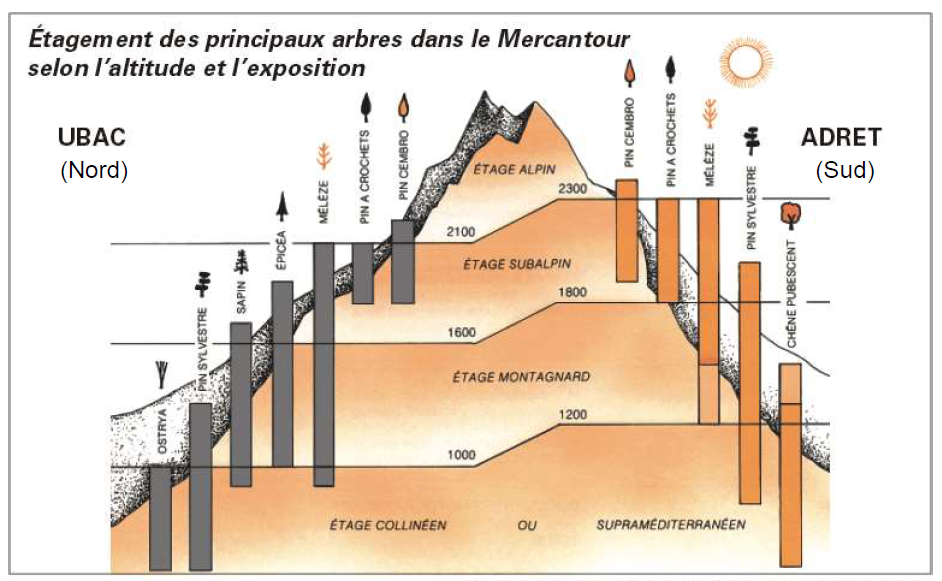 Étagement des principaux arbres dans le Mercantour
selon l'altitude et l'exposition
UBAC
(Nord)
ADRET
(Sud)
OSTRYA
PIN SYLVESTRE
SAPIN
ÉPICÉA
MÉLÈZE
PIN A CROCHETS
PIN CEMBRO
PIN CEMBRO
PIN A CROCHETS
MÉLÈZE
PIN SYLVESTRE
CHÊNE PUBESCENT
ÉTAGE ALPIN
2300
2100
ÉTAGE SUBALPIN
1800
1600
ÉTAGE MONTAGNARD
1200
1000
ÉTAGE COLLINÉEN OU SUPRAMÉDITERRANÉEN